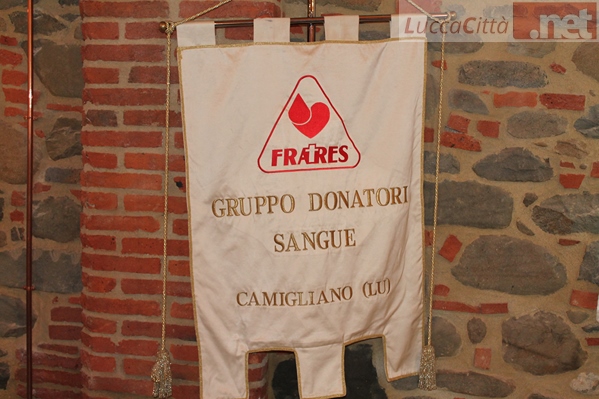 LuccaCittà.net
FRATRES
GRUPPO DONATORI
SANGUE
CAMIGLIANO (LU)